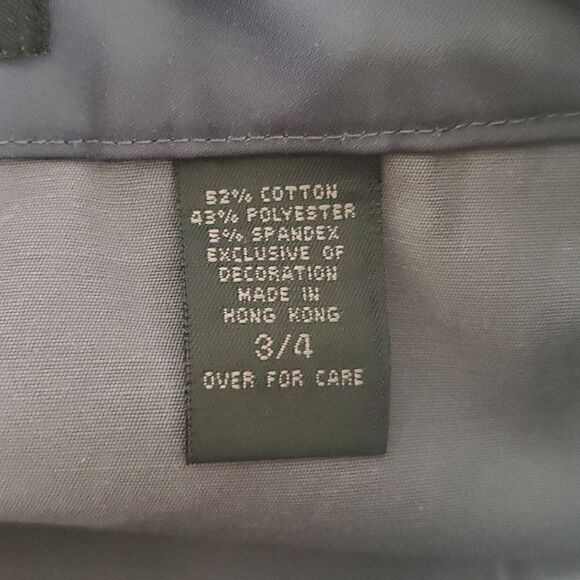 52% COTTON
43% POLYESTER
5% SPANDEX
EXCLUSIVE OF
DECORATION
MADE IN
HONG KONG
3/4
OVER FOR CARE